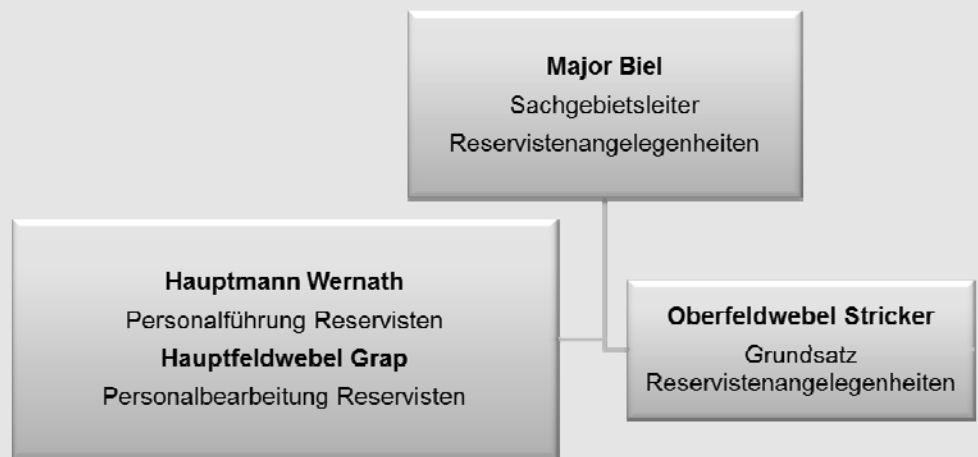 Major Biel
Sachgebietsleiter
Reservistenangelegenheiten
Hauptmann Wernath
Personalführung Reservisten
Hauptfeldwebel Grap
Personalbearbeitung Reservisten
Oberfeldwebel Stricker
Grundsatz
Reservistenangelegenheiten